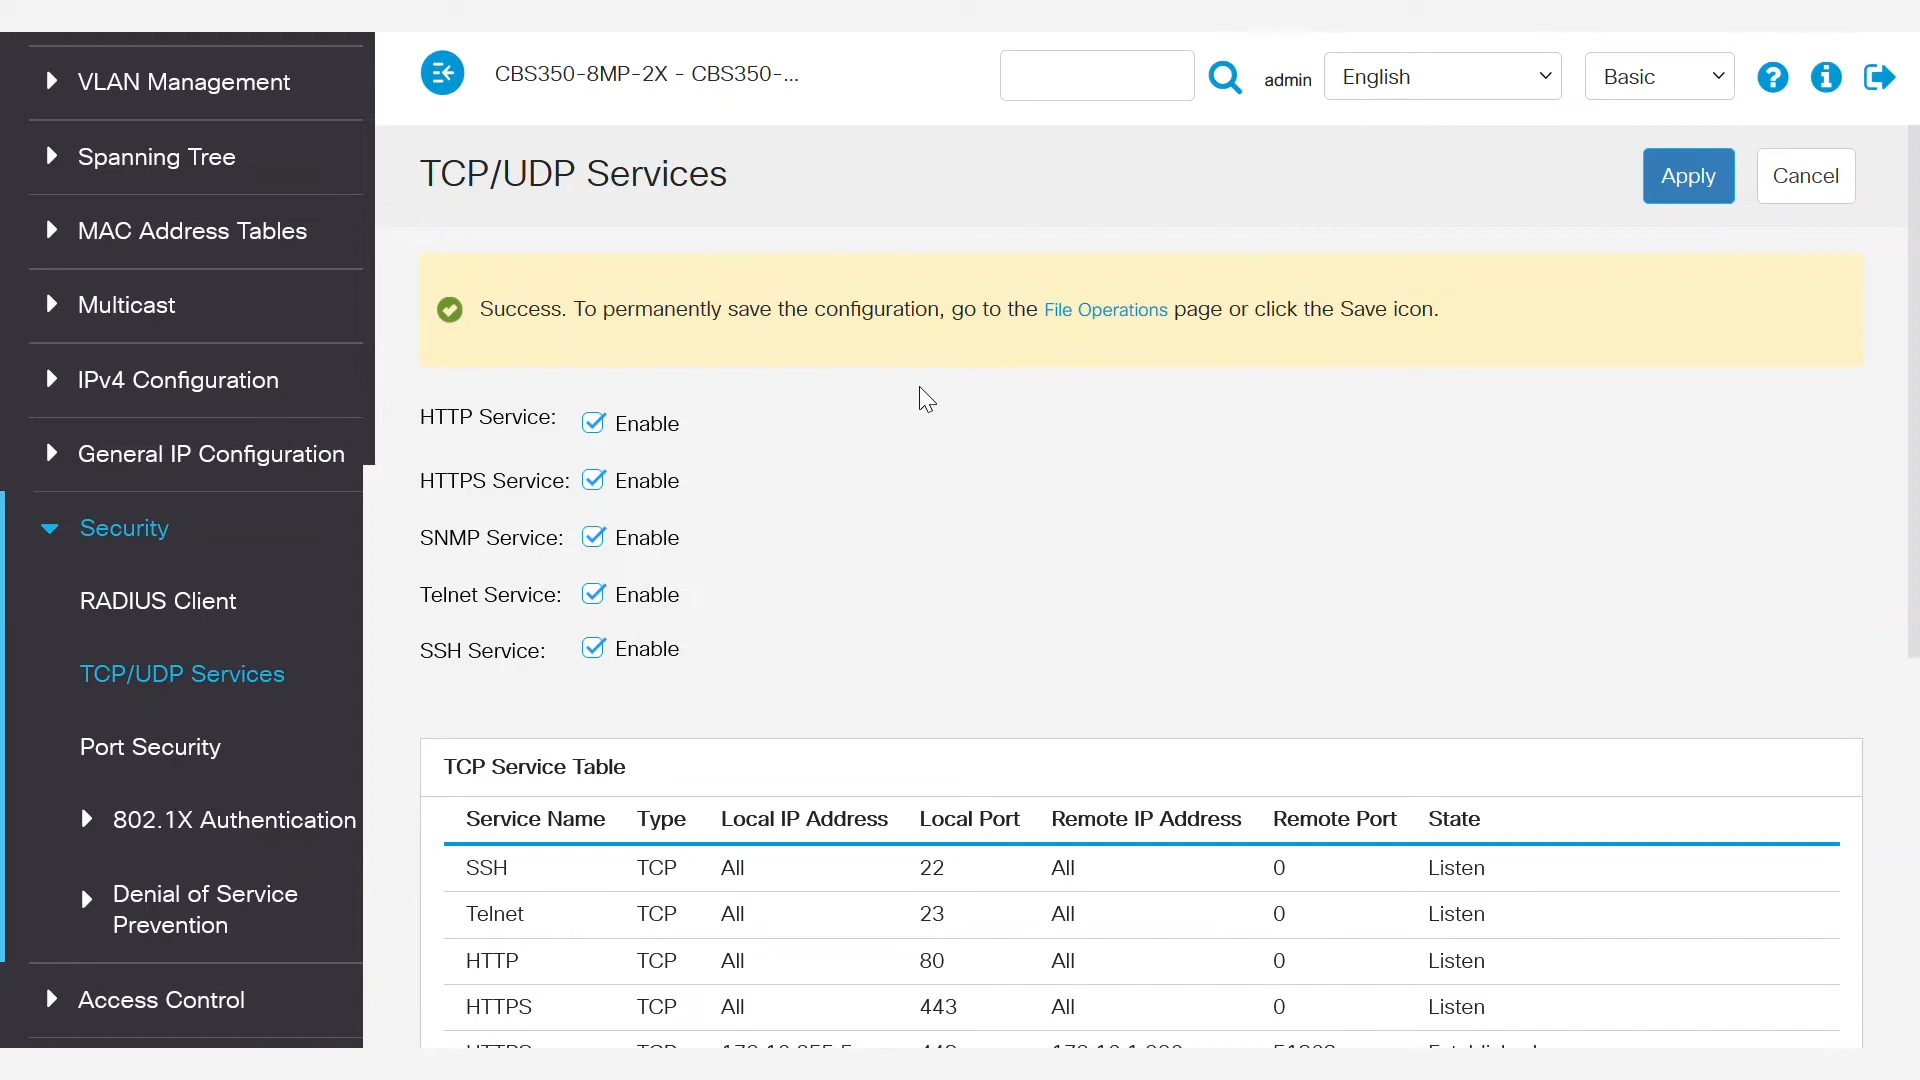 VLAN Management
Spanning Tree
MAC Address Tables
Multicast
IPv4 Configuration
General IP Configuration
Security
RADIUS Client
TCP/UDP Services
Port Security
802.1X Authentication
Denial of Service
Prevention
Access Control
CBS350-8MP-2X - CBS350-...
admin
English
Basic
TCP/UDP Services
Apply
Cancel
Success. To permanently save the configuration, go to the File Operations page or click the Save icon.
HTTP Service: Enable
HTTPS Service: Enable
SNMP Service: Enable
Telnet Service: Enable
SSH Service: Enable
TCP Service Table
Service Name Type Local IP Address Local Port Remote IP Address Remote Port State
SSH TCP All 22 All 0 Listen
Telnet TCP All 23 All 0 Listen
HTTP TCP All 80 All 0 Listen
HTTPS TCP All 443 All 0 Listen